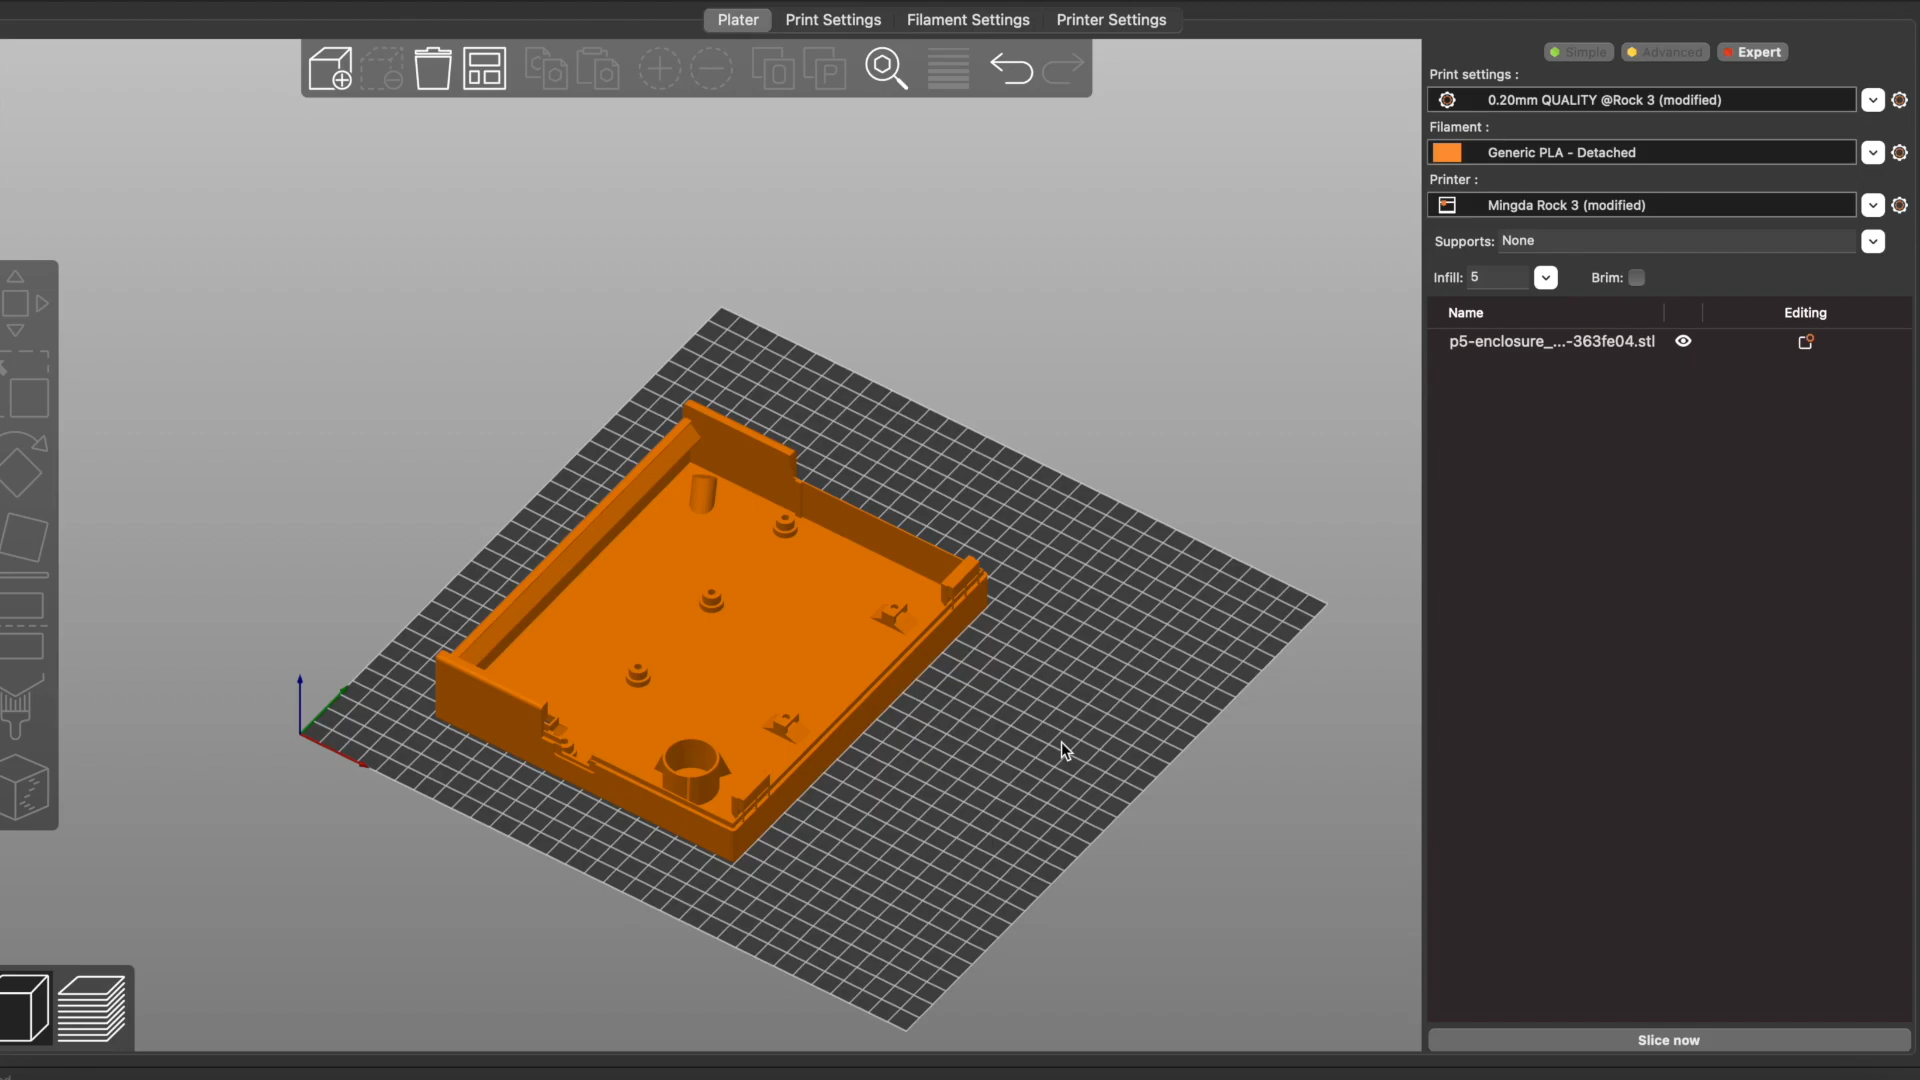 Plater Print Settings Filament Settings Printer Settings
Simple Advanced Expert
Print settings :
0.20mm QUALITY @Rock 3 (modified)
Filament :
Generic PLA - Detached
Printer :
Mingda Rock 3 (modified)
Supports: None
Infill: 5 Brim:
Name Editing
p5-enclosure_...-363fe04.stl
Slice now